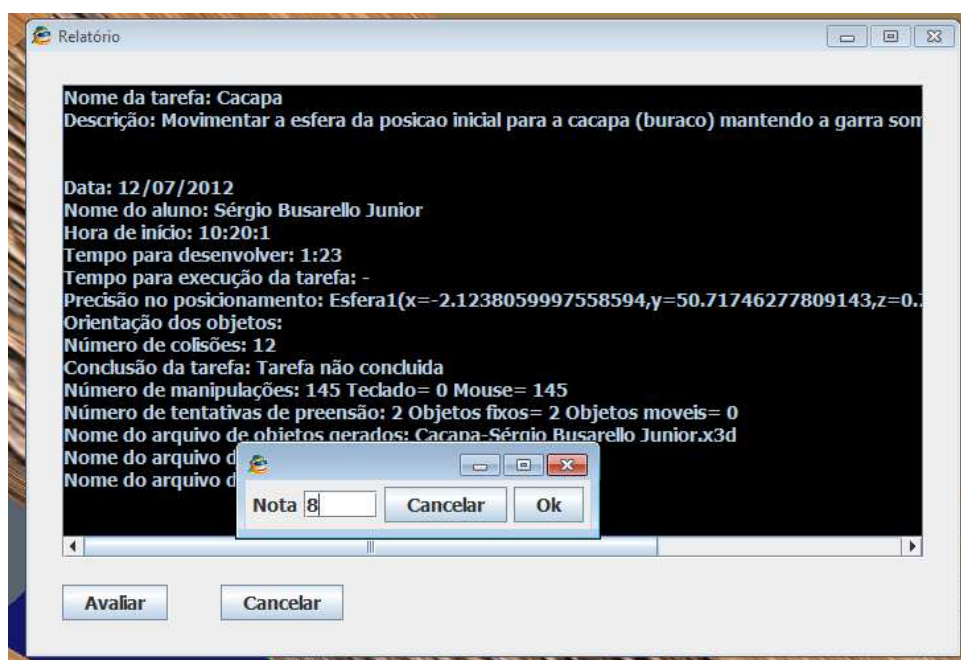 Relatório
Nome da tarefa: Cacapa
Descrição: Movimentar a esfera da posicao inicial para a cacapa (buraco) mantendo a garra som
Data: 12/07/2012
Nome do aluno: Sérgio Busarello Junior
Hora de início: 10:20:1
Tempo para desenvolver: 1:23
Tempo para execução da tarefa: -
Precisão no posicionamento: Esfera1(x=-2.1238059997558594,y=50.71746277809143,z=0.
Orientação dos objetos:
Número de colisões: 12
Conclusão da tarefa: Tarefa não concluida
Número de manipulações: 145 Teclado= 0 Mouse= 145
Número de tentativas de preensão: 2 Objetos fixos= 2 Objetos moveis= 0
Nome do arquivo de objetos gerados: Cacapa-Sérgio Busarello Junior.x3d
Nome do arquivo d
Nome do arquivo d
Nota 8 Cancelar Ok
Avaliar Cancelar